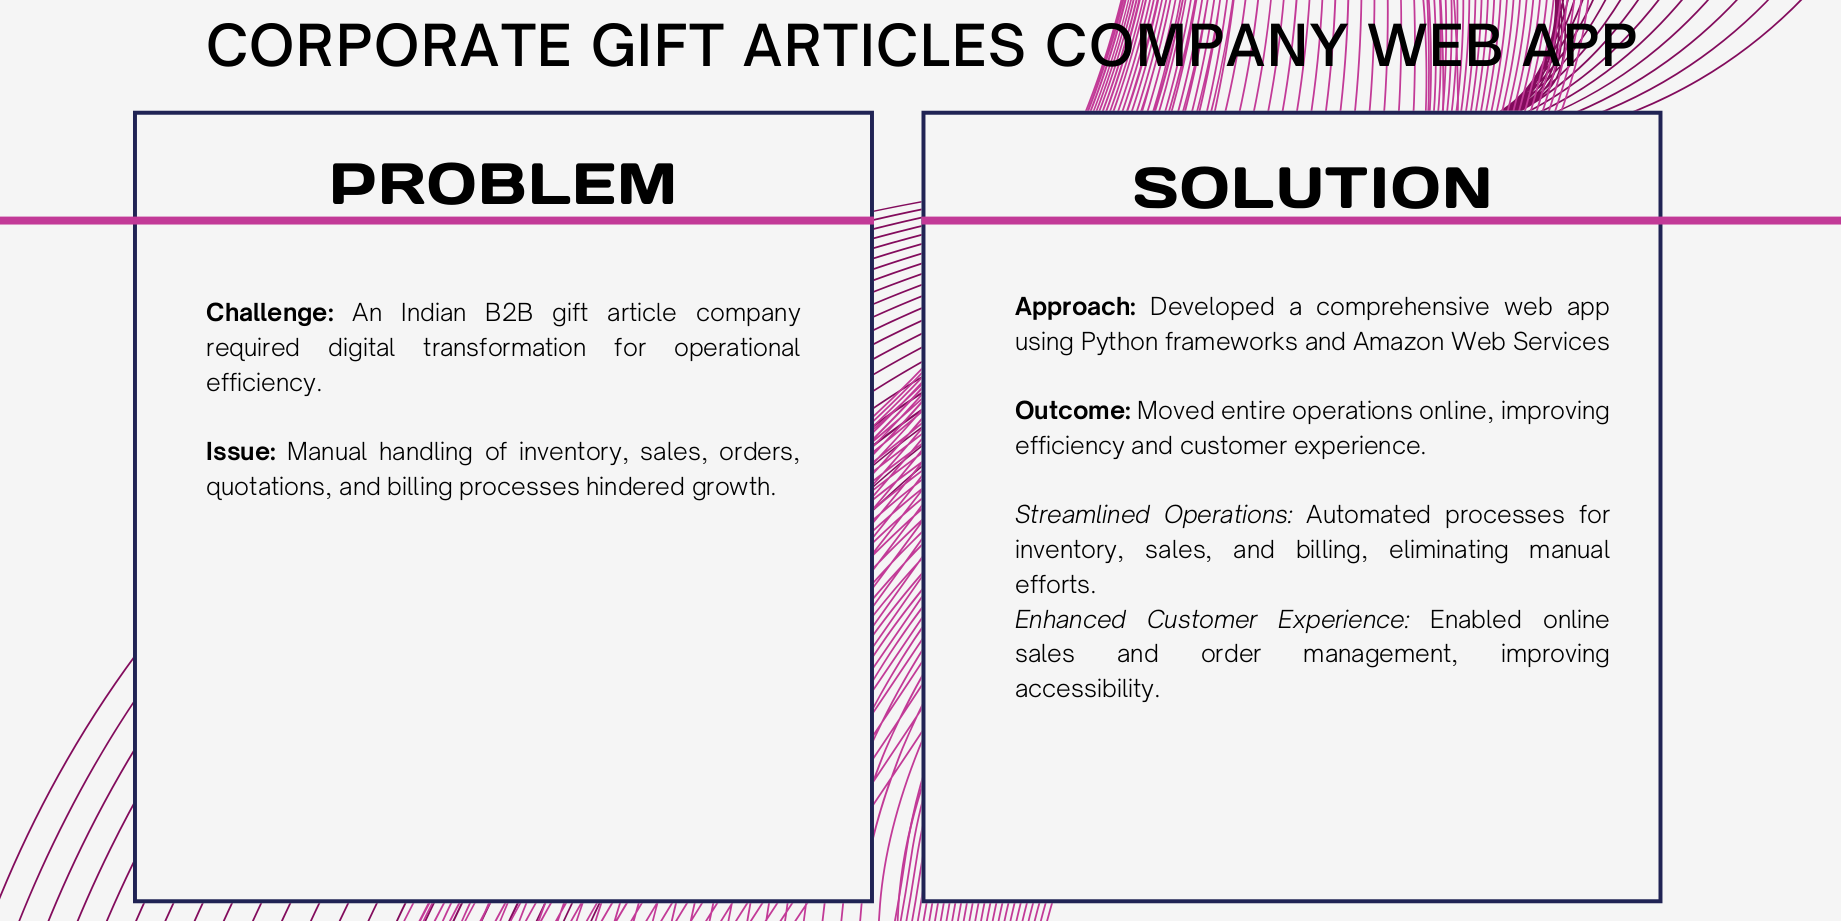 CORPORATE GIFT ARTICLES COMPANY WEB APP
PROBLEM
Challenge: An Indian B2B gift article company
required digital transformation for operational
efficiency.
Issue: Manual handling of inventory, sales, orders,
quotations, and billing processes hindered growth.
SOLUTION
Approach: Developed a comprehensive web app
using Python frameworks and Amazon Web Services
Outcome: Moved entire operations online, improving
efficiency and customer experience.
Streamlined Operations: Automated processes for
inventory, sales, and billing, eliminating manual
efforts.
Enhanced Customer Experience: Enabled online
sales and order management, improving
accessibility.